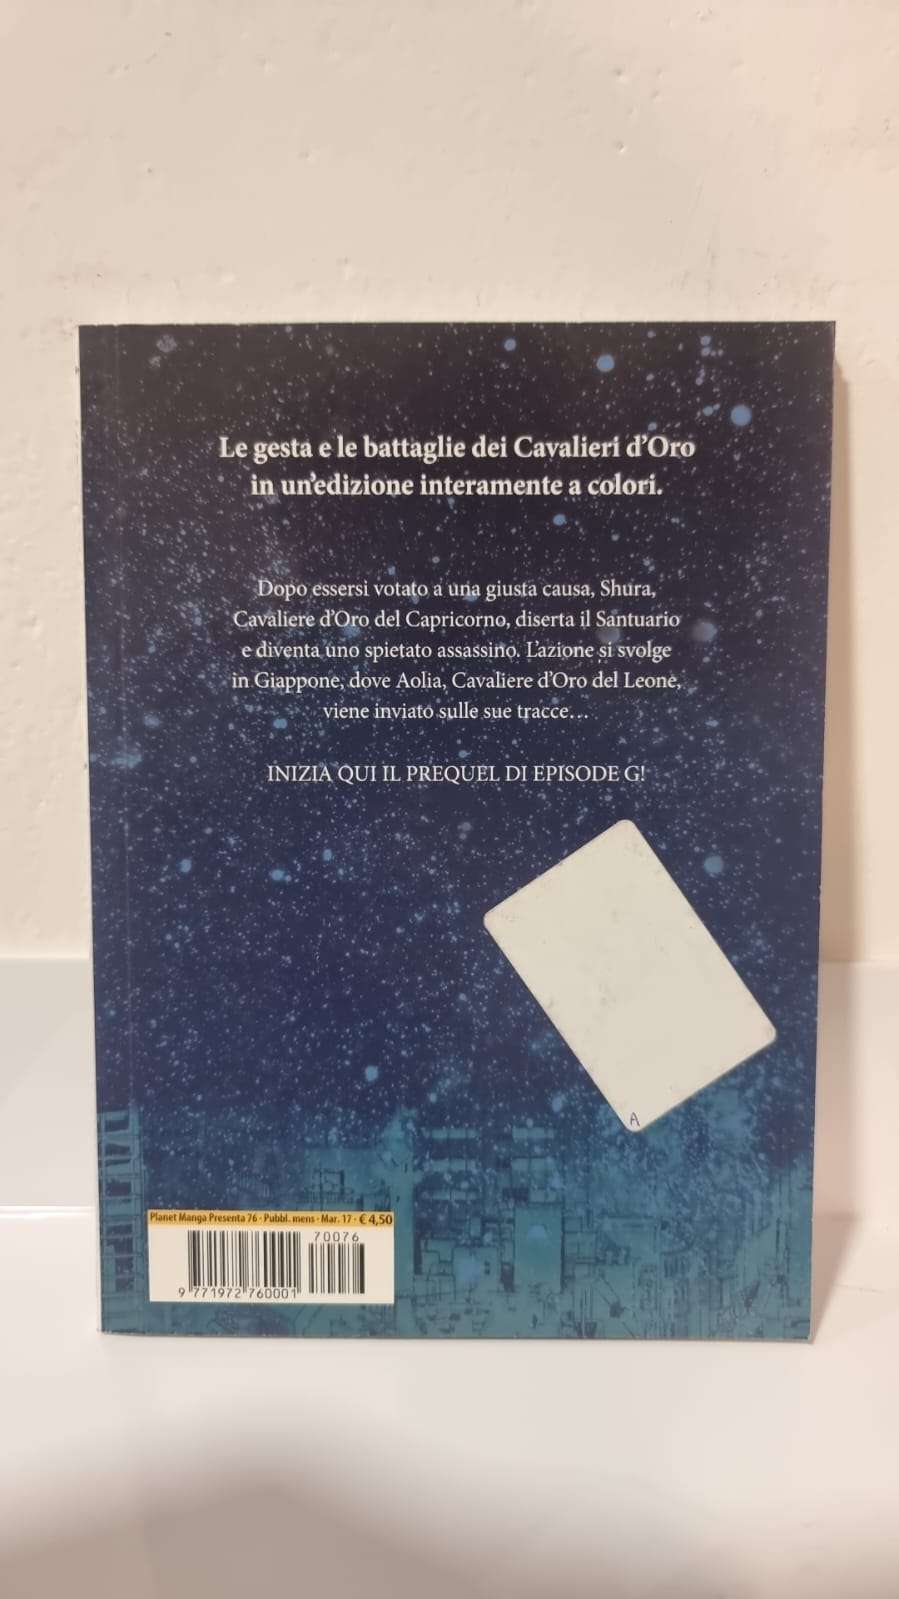 Le gesta e le battaglie dei Cavalieri d'Oro
in un'edizione interamente a colori.
Dopo essersi votato a una giusta causa, Shura,
Cavaliere d'Oro del Capricorno, diserta il Santuario
e diventa uno spietato assassino. L'azione si svolge
in Giappone, dove Aolia, Cavaliere d'Oro del Leone,
viene inviato sulle sue tracce…
INIZIA QUI IL PREQUEL DI EPISODE G!
A
Planet Manga Presenta 76 - Pubbl. mens - Mar. 17 - € 4,50
70076
9 771972 760001